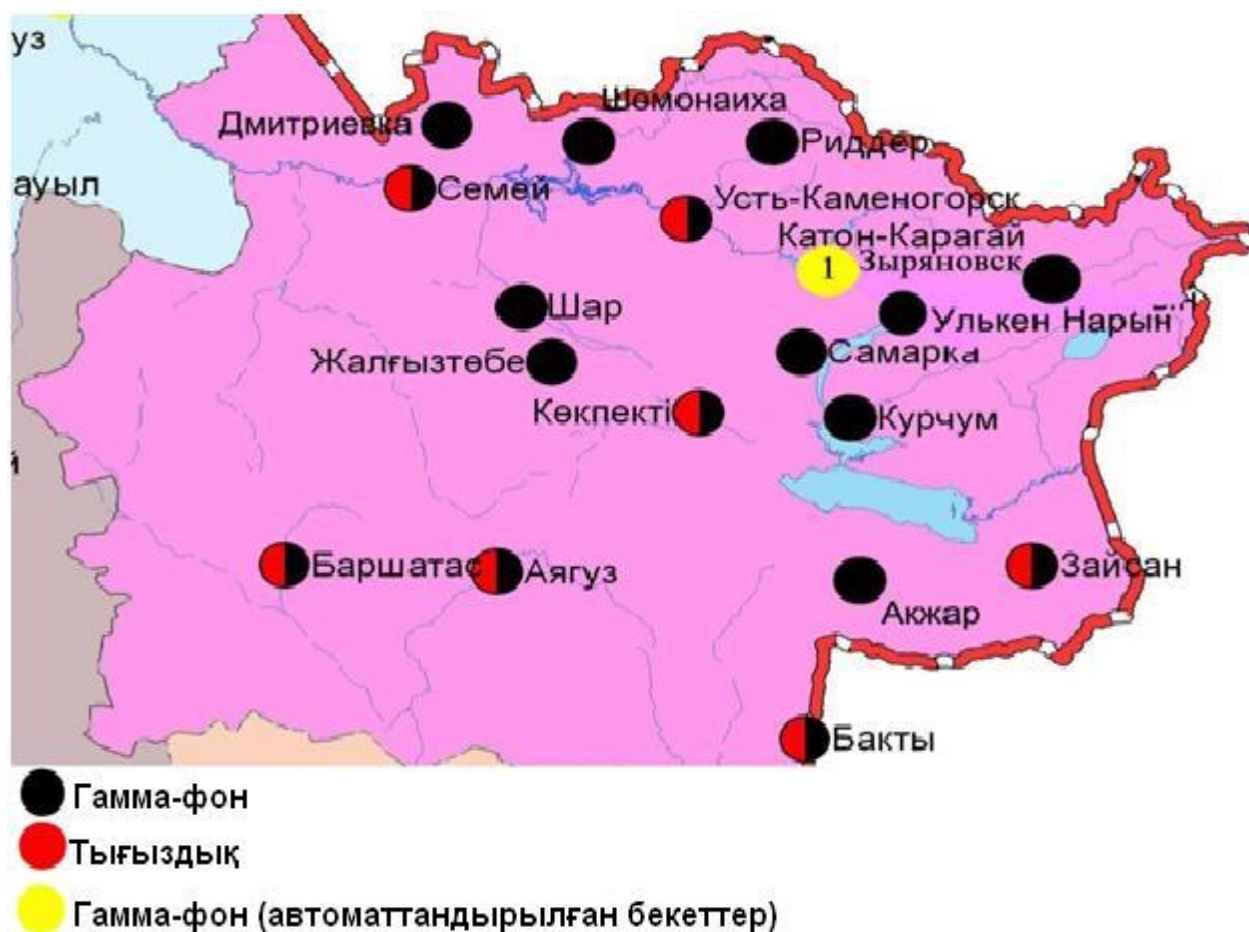 уз
Шемонаиха
Дмитриевка
Риддер
ауыл
Семей
Усть-Каменогорск
Катон-Карагай
1
Зыряновск
Шар
Улькен Нарын
Жалғызтөбе
Самарка
Көкпекті
Курчум
й
Баршатас
Аягуз
Зайсан
Акжар
Бакты
Гамма-фон
Тығыздық
Гамма-фон (автоматтандырылған бекеттер)